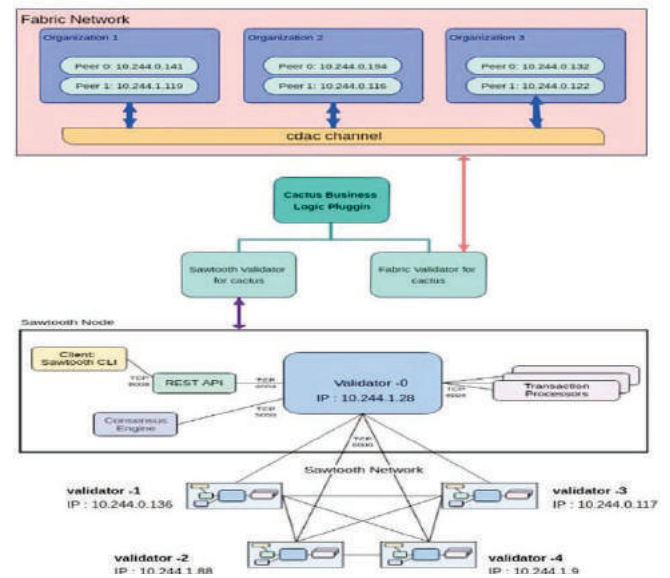 Fabric Network
Organization 1
Peer 0: 10.244.0.141
Peer 1: 10.244.1.119
Organization 2
Peer 0: 10.244.0.194
Peer 1: 10.244.0.116
Organization 3
Peer 0: 10.244.0.132
Peer 1: 10.244.0.122
cdac channel
Cactus Business
Logic Pluggin
Sawtooth Validator
for cactus
Fabric Validator for
cactus
Sawtooth Node
Client:
Sawtooth CLI
TCP
REST API
TCP
Validator -0
IP : 10.244.1.28
TCP
Transaction
Processors
Consensus
Engine
TCP
TCP
Sawtooth Network
validator -1
IP : 10.244.0.136
validator -3
IP : 10.244.0.117
validator -2
IP : 10.244.1.88
validator -4
IP : 10.244.1.9